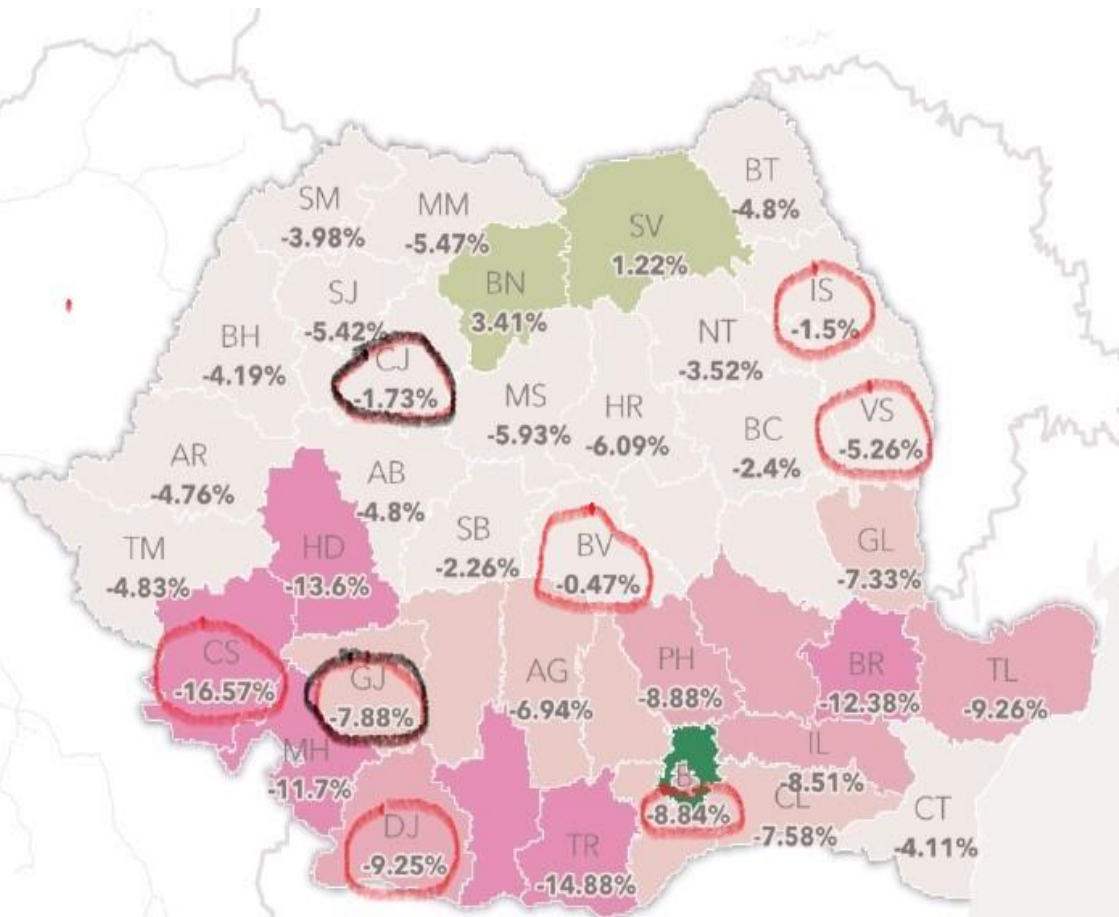 BT
-4.8%
SM
-3.98%
MM
-5.47%
SV
1.22%
BN
3.41%
IS
-1.5%
SJ
-5.42%
BH
-4.19%
NT
-3.52%
CJ
-1.73%
MS
-5.93%
HR
-6.09%
VS
-5.26%
BC
-2.4%
AR
-4.76%
AB
-4.8%
SB
-2.26%
BV
-0.47%
GL
-7.33%
TM
-4.83%
HD
-13.6%
CS
-16.57%
GJ
-7.88%
AG
-6.94%
PH
-8.88%
BR
-12.38%
TL
-9.26%
MH
-11.7%
IL
-8.51%
B
-8.84%
CL
-7.58%
CT
-4.11%
DJ
-9.25%
TR
-14.88%